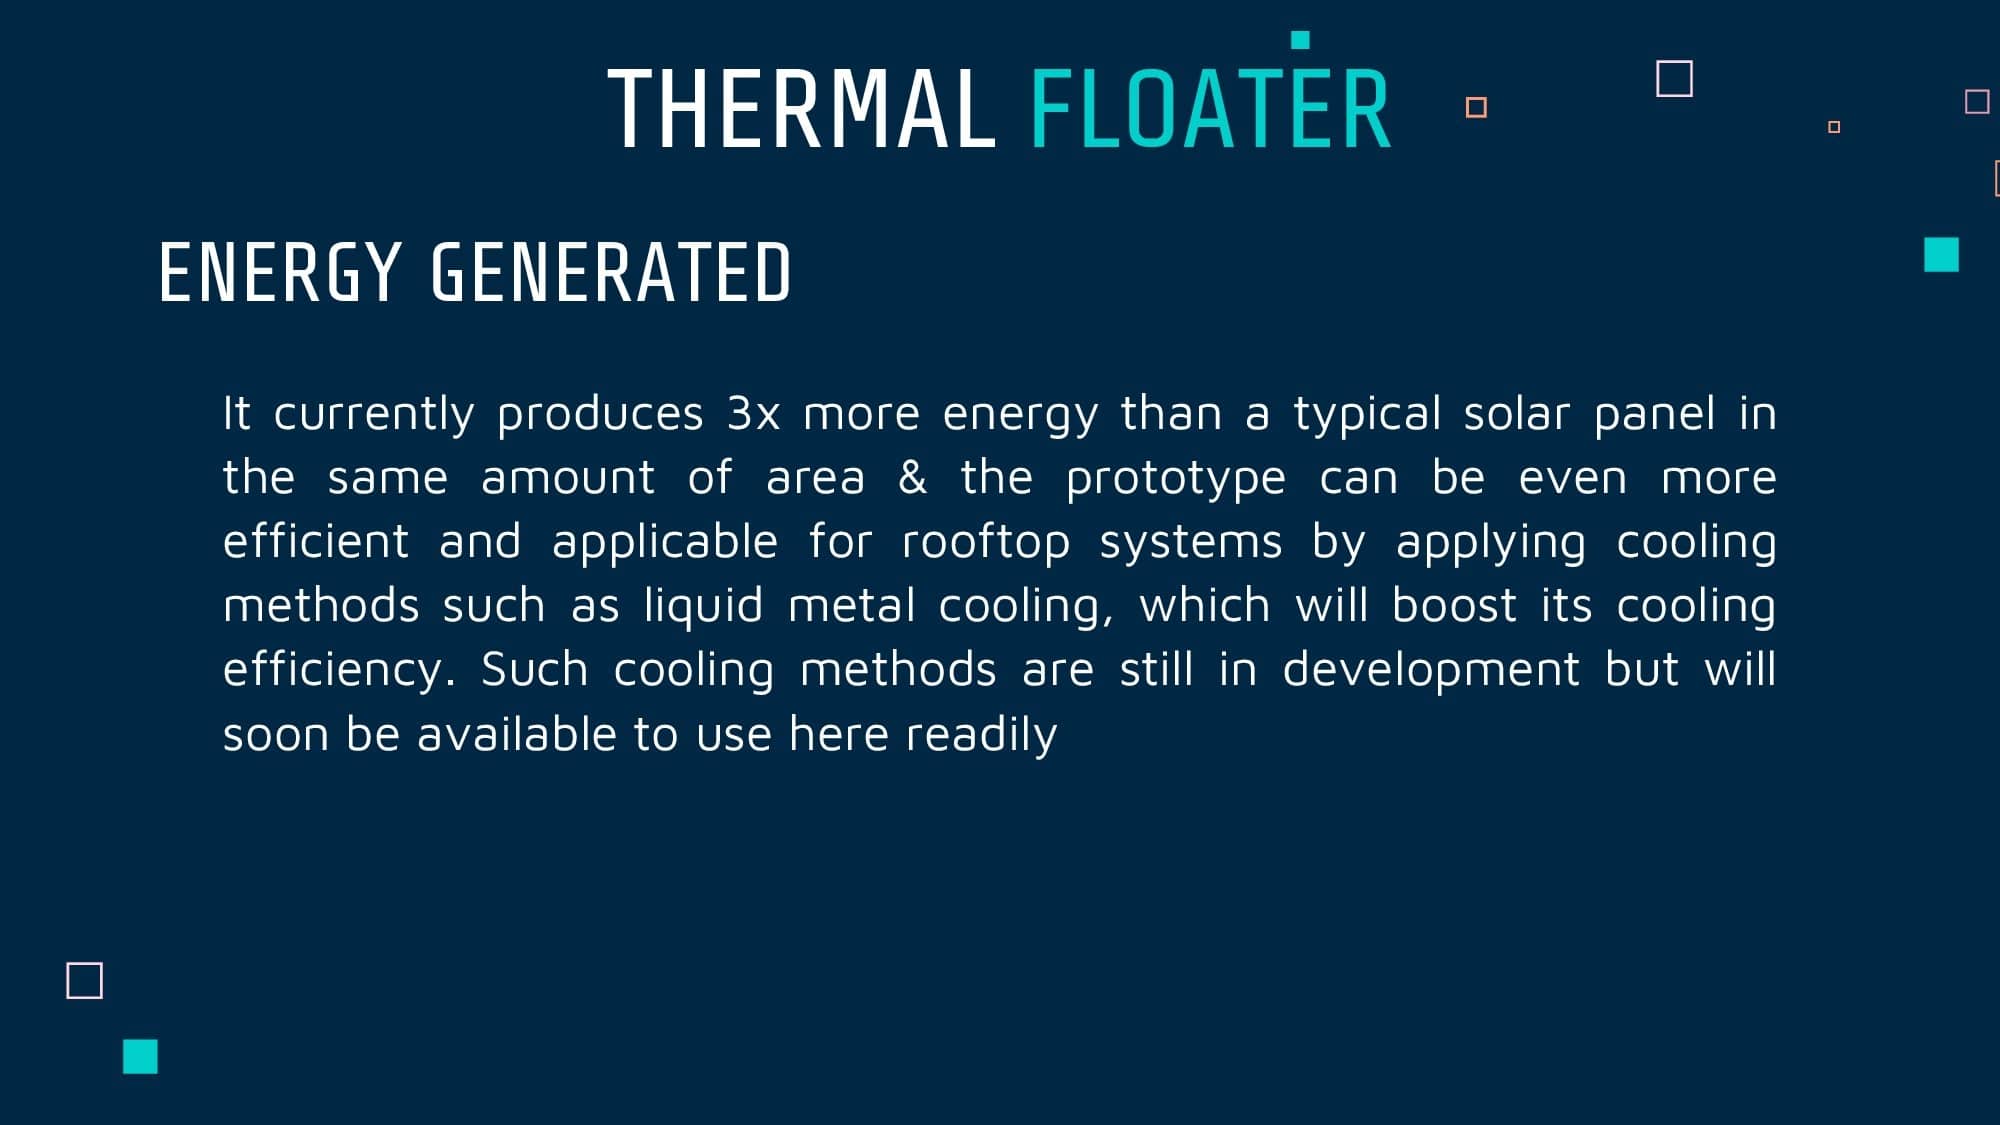 THERMAL FLOATER
ENERGY GENERATED
It currently produces 3x more energy than a typical solar panel in
the same amount of area & the prototype can be even more
efficient and applicable for rooftop systems by applying cooling
methods such as liquid metal cooling, which will boost its cooling
efficiency. Such cooling methods are still in development but will
soon be available to use here readily